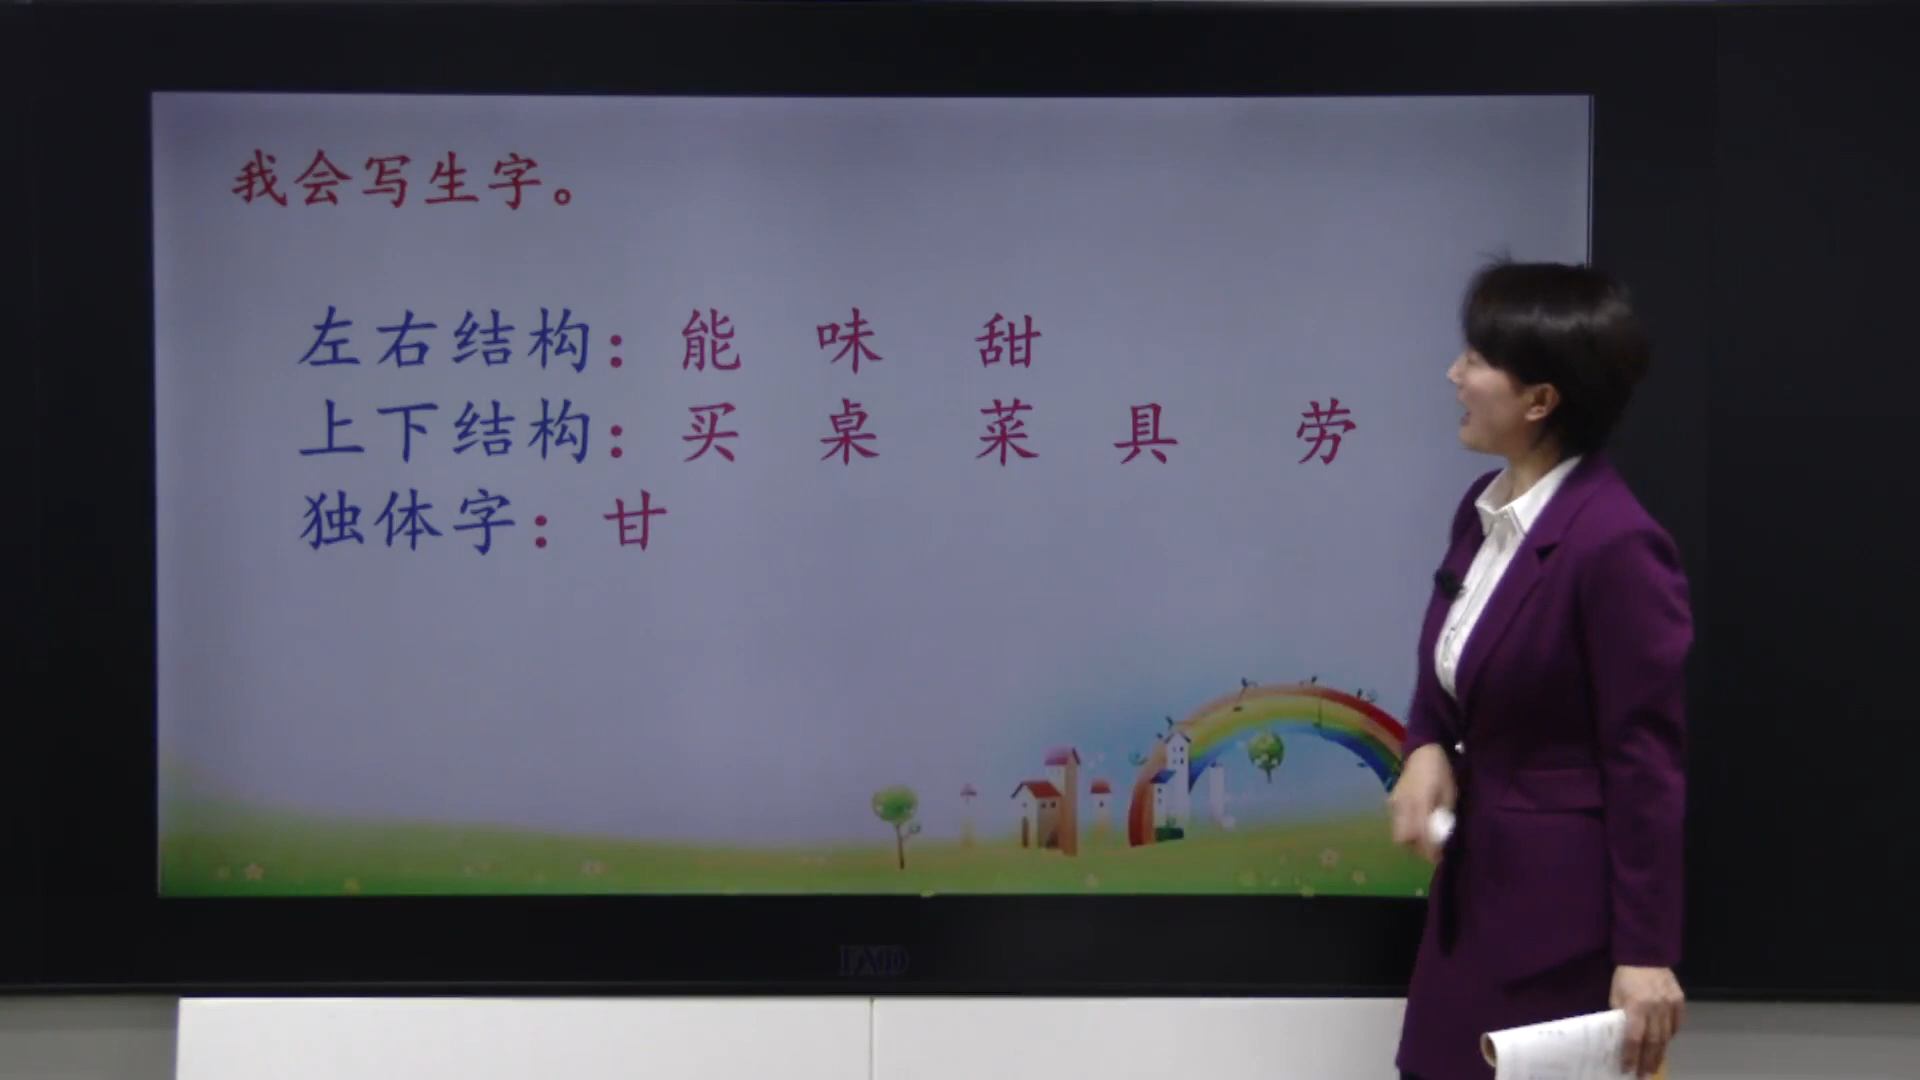 我会写生字。
左右结构：能 味 甜
上下结构：买 桌 菜 具 劳
独体字：甘